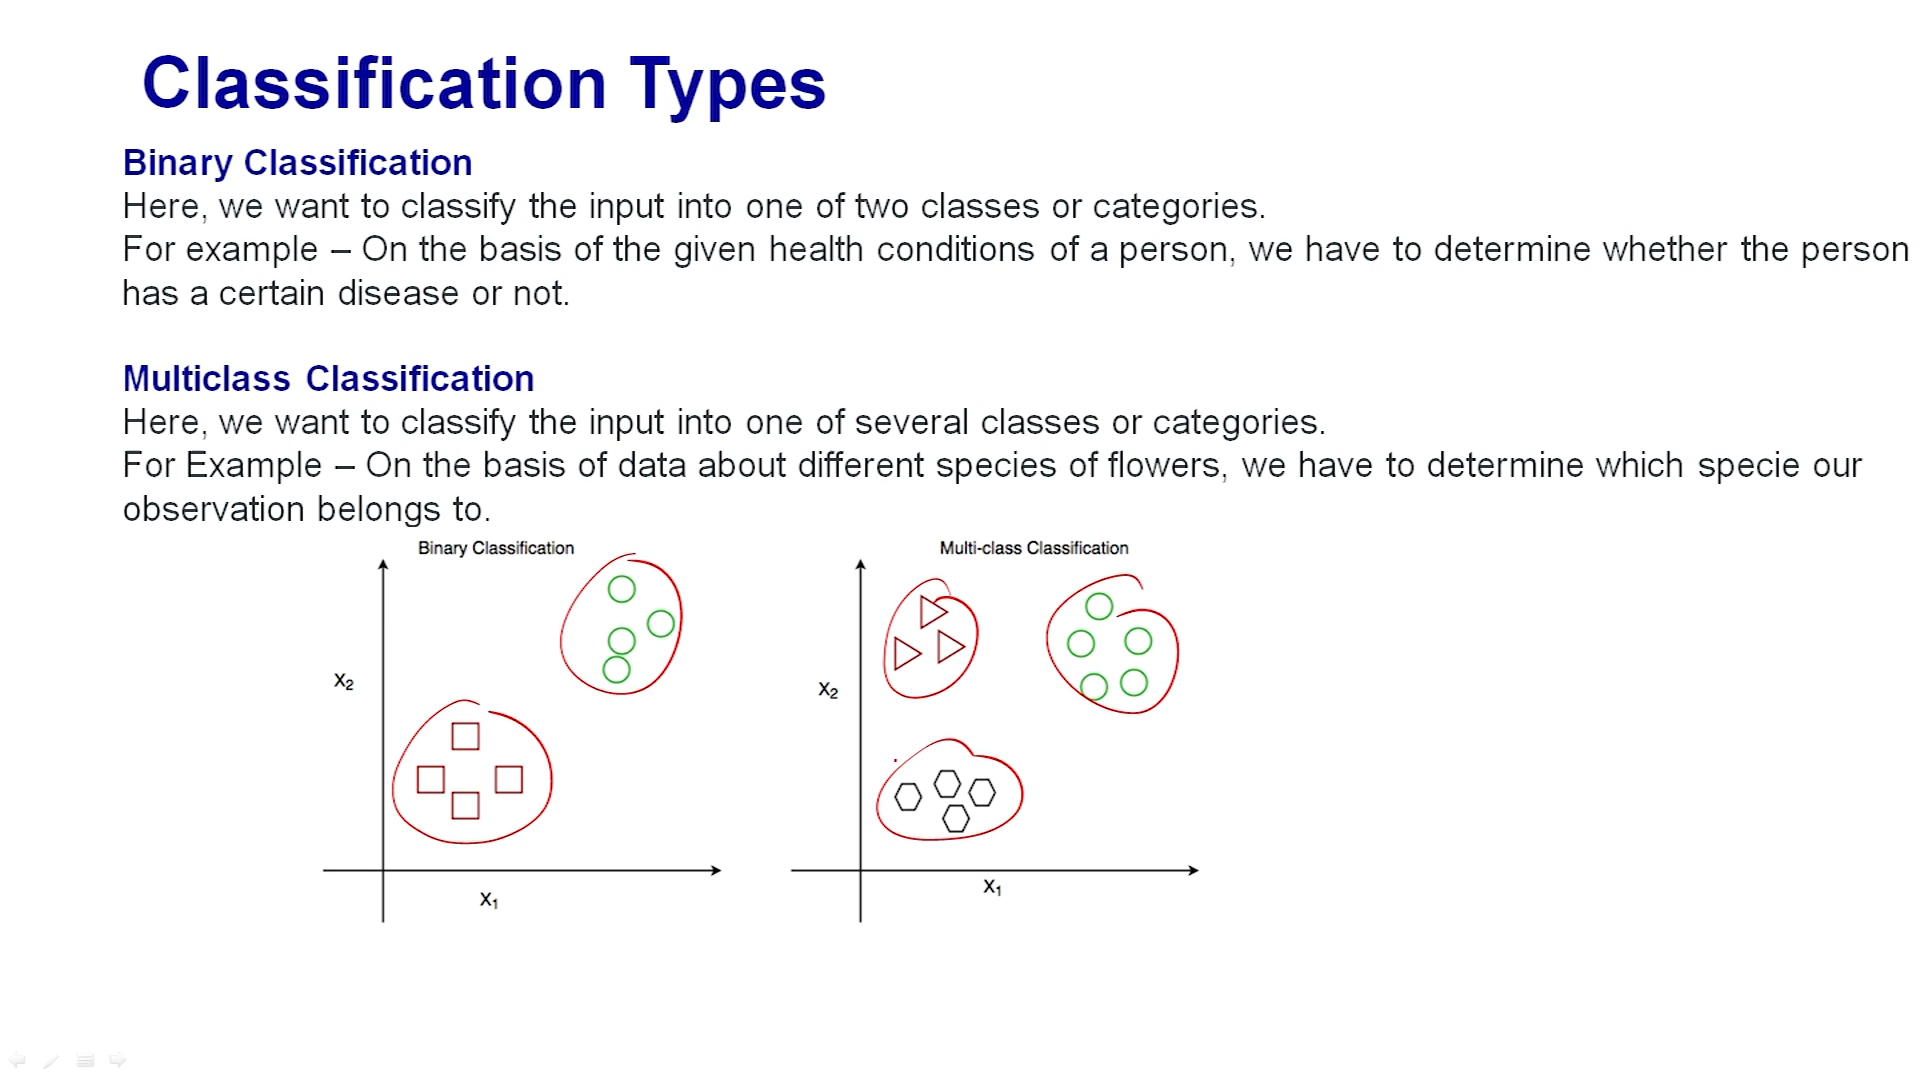 Classification Types
Binary Classification
Here, we want to classify the input into one of two classes or categories.
For example – On the basis of the given health conditions of a person, we have to determine whether the person
has a certain disease or not.
Multiclass Classification
Here, we want to classify the input into one of several classes or categories.
For Example – On the basis of data about different species of flowers, we have to determine which specie our
observation belongs to.
Binary Classification
X₂
X₁
Multi-class Classification
X₂
X₁